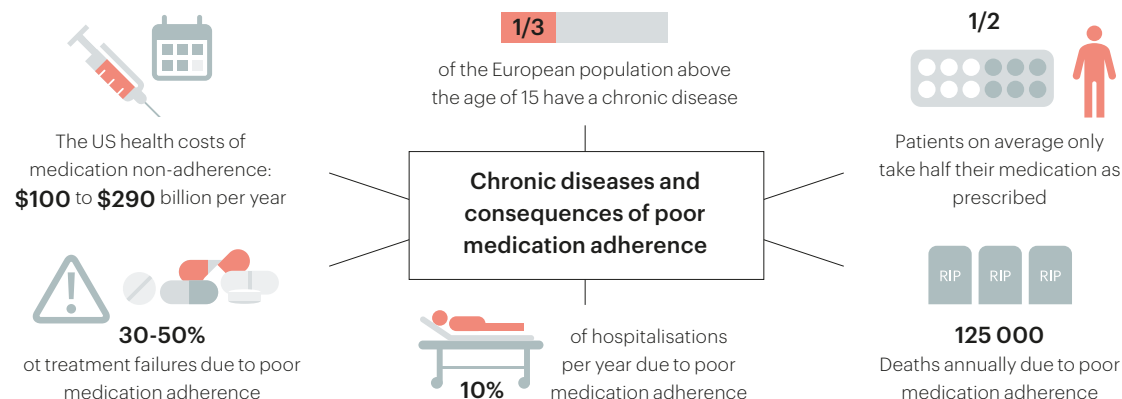 1/3
of the European population above
the age of 15 have a chronic disease
1/2
Patients on average only
take half their medication as
prescribed
The US health costs of
medication non-adherence:
$100 to $290 billion per year
Chronic diseases and
consequences of poor
medication adherence
30-50%
ot treatment failures due to poor
medication adherence
10%
of hospitalisations
per year due to poor
medication adherence
RIP
RIP
RIP
125 000
Deaths annually due to poor
medication adherence